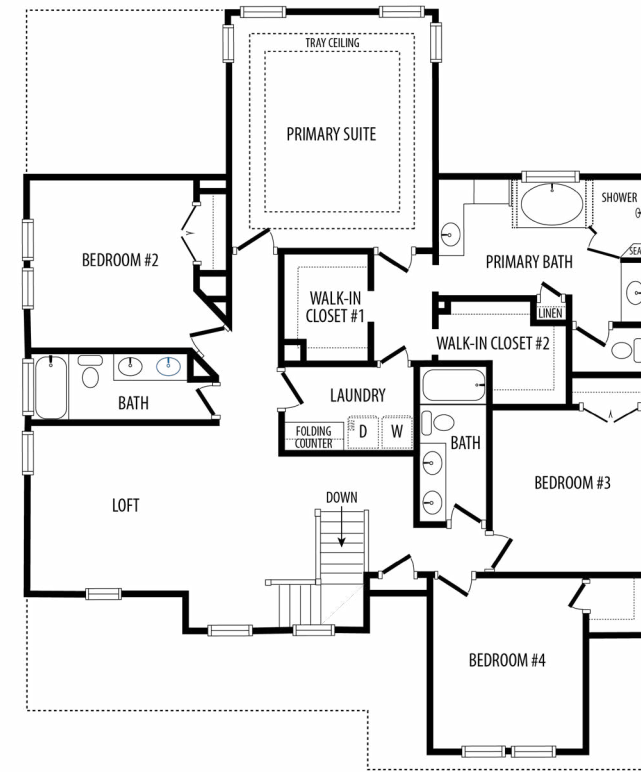 TRAY CEILING
PRIMARY SUITE
SHOWER
BEDROOM #2
PRIMARY BATH
SEA
WALK-IN
CLOSET #1
LINEN
WALK-IN CLOSET #2
LAUNDRY
BATH
FOLDING
COUNTER
D
W
BATH
BEDROOM #3
LOFT
DOWN
BEDROOM #4